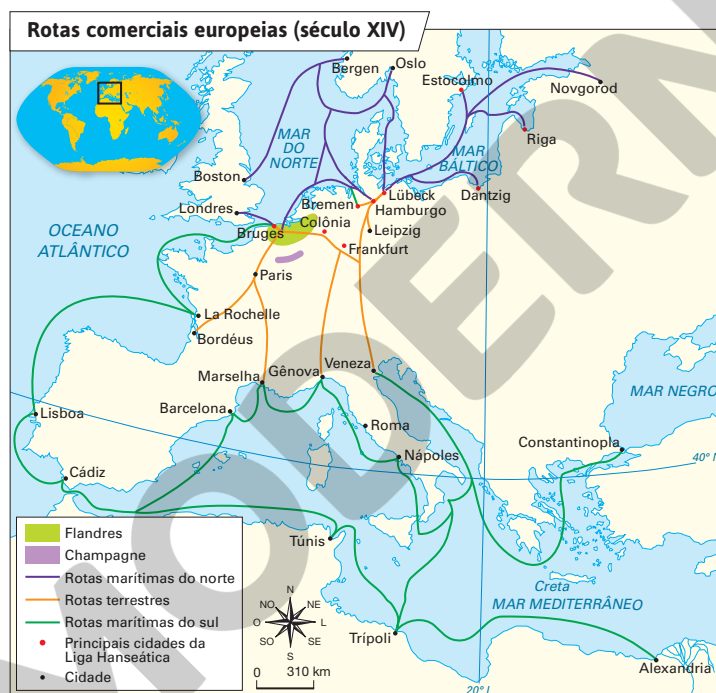 Rotas comerciais europeias (século XIV)
Bergen
Oslo
Estocolmo
Novgorod
MAR
DO
NORTE
Riga
MAR
BÁLTICO
Boston
Londres
Bremen
Lübeck
Hamburgo
Dantzig
Bruges
Colônia
Leipzig
Frankfurt
OCEANO
ATLÂNTICO
Paris
La Rochelle
Bordéus
Marselha
Gênova
Veneza
MAR NEGRO
Lisboa
Barcelona
Roma
Constantinopla
Nápoles
40º N
Cádiz
Flandres
Champagne
Rotas marítimas do norte
Rotas terrestres
Rotas marítimas do sul
Principais cidades da
Liga Hanseática
Cidade
Túnis
N
NO
NE
O
L
SO
SE
S
0 310 km
Creta
MAR MEDITERRÂNEO
Trípoli
Alexandria
20º L
MODERN